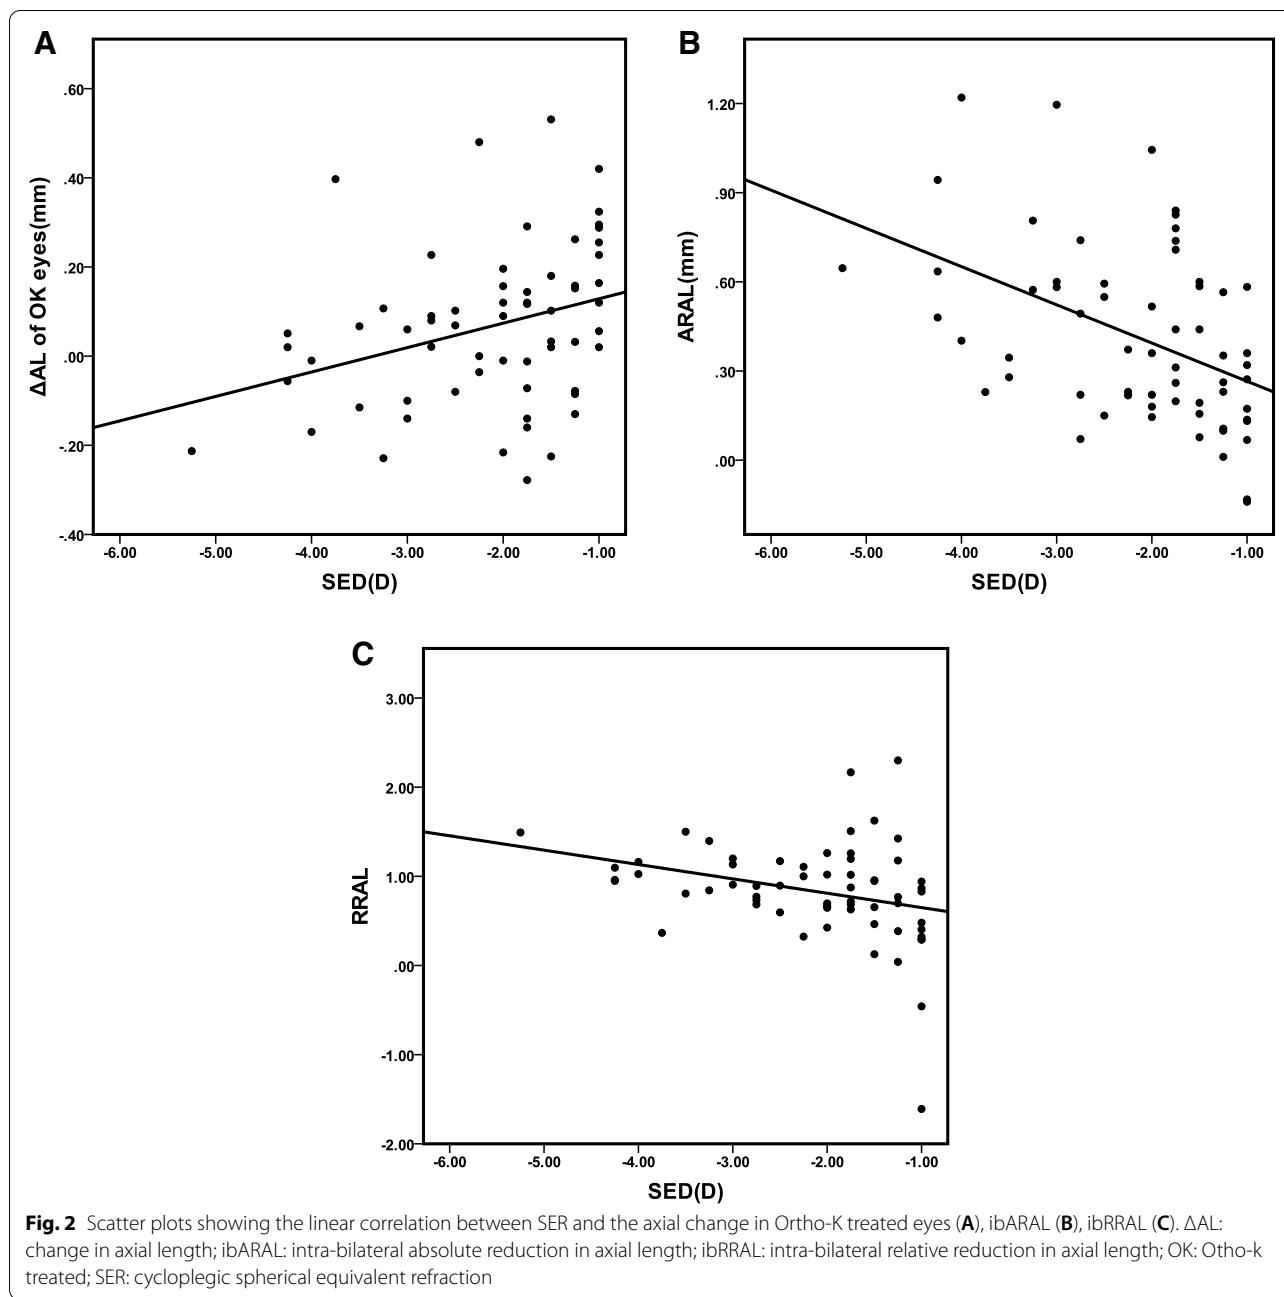 A
B
.60
.40
.20
.00
-.20
-.40
ΔAL of OK eyes(mm)
-6.00 -5.00 -4.00 -3.00 -2.00 -1.00
SED(D)
1.20
.90
.60
.30
.00
ARAL(mm)
-6.00 -5.00 -4.00 -3.00 -2.00 -1.00
SED(D)
C
3.00
2.00
1.00
.00
-1.00
-2.00
RRAL
-6.00 -5.00 -4.00 -3.00 -2.00 -1.00
SED(D)
Fig. 2 Scatter plots showing the linear correlation between SER and the axial change in Ortho-K treated eyes (A), ibARAL (B), ibRRAL (C). ΔAL:
change in axial length; ibARAL: intra-bilateral absolute reduction in axial length; ibRRAL: intra-bilateral relative reduction in axial length; OK: Otho-k
treated; SER: cycloplegic spherical equivalent refraction